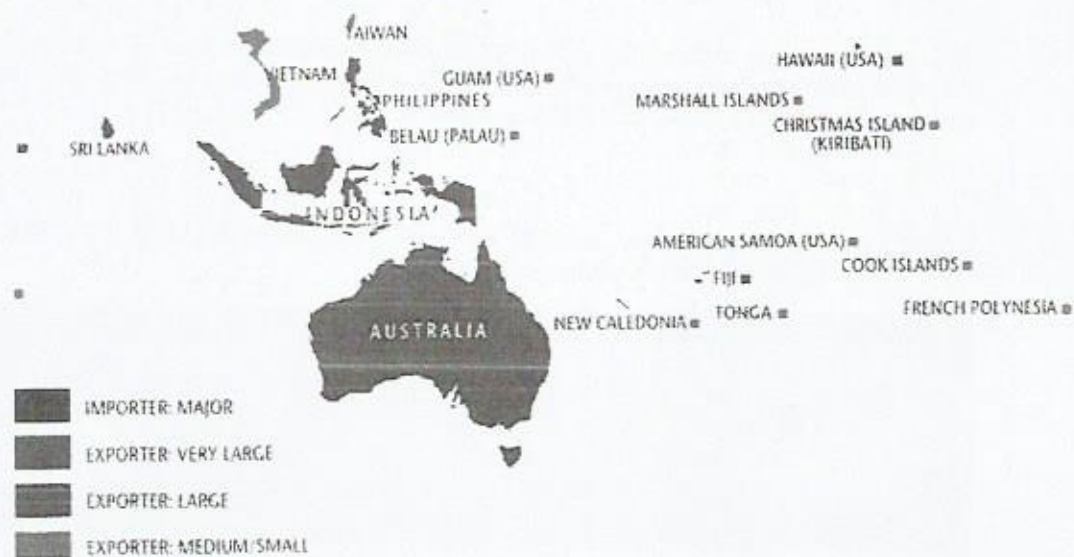 TAIWAN
VIETNAM
GUAM (USA)
HAWAII (USA)
PHILIPPINES
MARSHALL ISLANDS
BELAU (PALAU)
CHRISTMAS ISLAND
(KIRIBATI)
SRI LANKA
INDONESIA
AMERICAN SAMOA (USA)
COOK ISLANDS
FIJI
AUSTRALIA
NEW CALEDONIA
TONGA
FRENCH POLYNESIA
IMPORTER: MAJOR
EXPORTER: VERY LARGE
EXPORTER: LARGE
EXPORTER: MEDIUM/SMALL